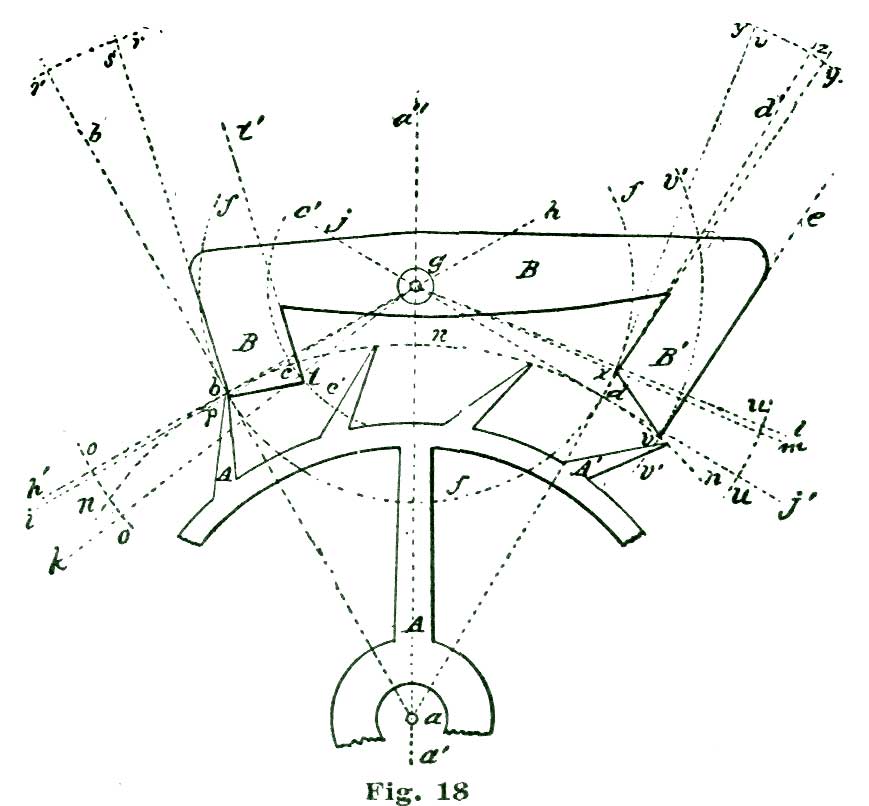 r s r
b'
t'
a''
y v z y
d'
e
f c' j g h f v'
B B B'
b c t n x
p c' d
v u l m
o n o A A' v' n u j'
h'
i
k
f
A
a
a'
Fig. 18